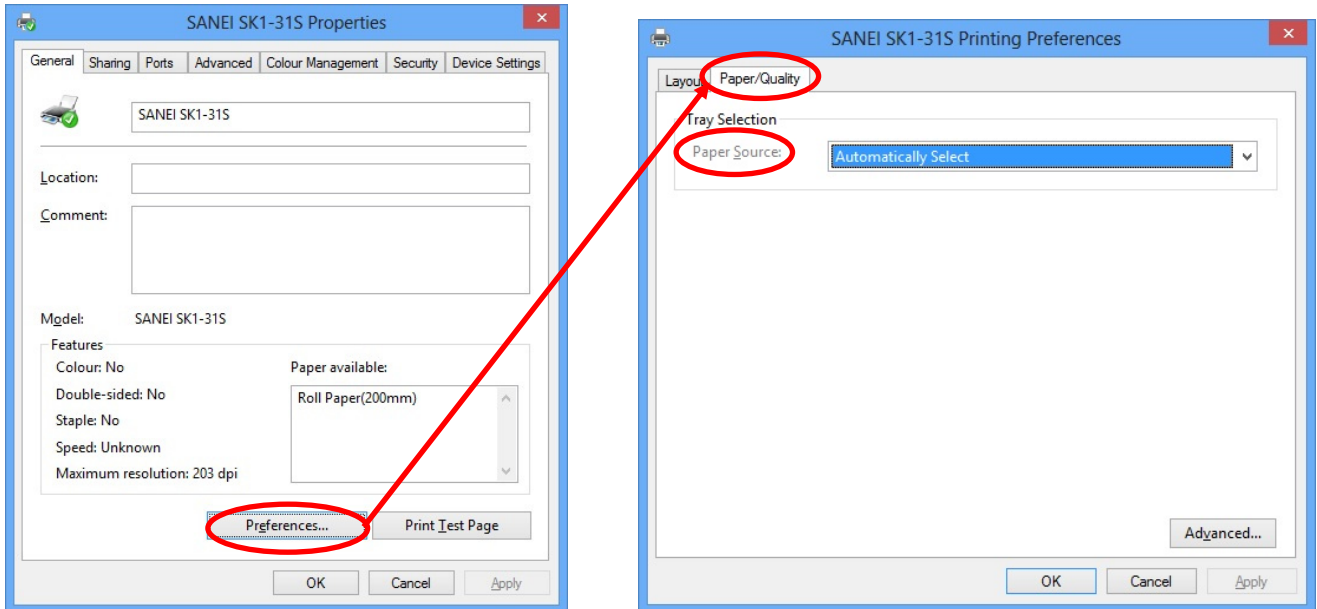 SANEI SK1-31S Properties
General Sharing Ports Advanced Colour Management Security Device Settings
SANEI SK1-31S
Location:
Comment:
Model: SANEI SK1-31S
Features
Colour: No
Double-sided: No
Staple: No
Speed: Unknown
Maximum resolution: 203 dpi
Paper available:
Roll Paper(200mm)
Preferences... Print Test Page
OK Cancel Apply
SANEI SK1-31S Printing Preferences
Layout Paper/Quality
Tray Selection
Paper Source: Automatically Select
Advanced...
OK Cancel Apply